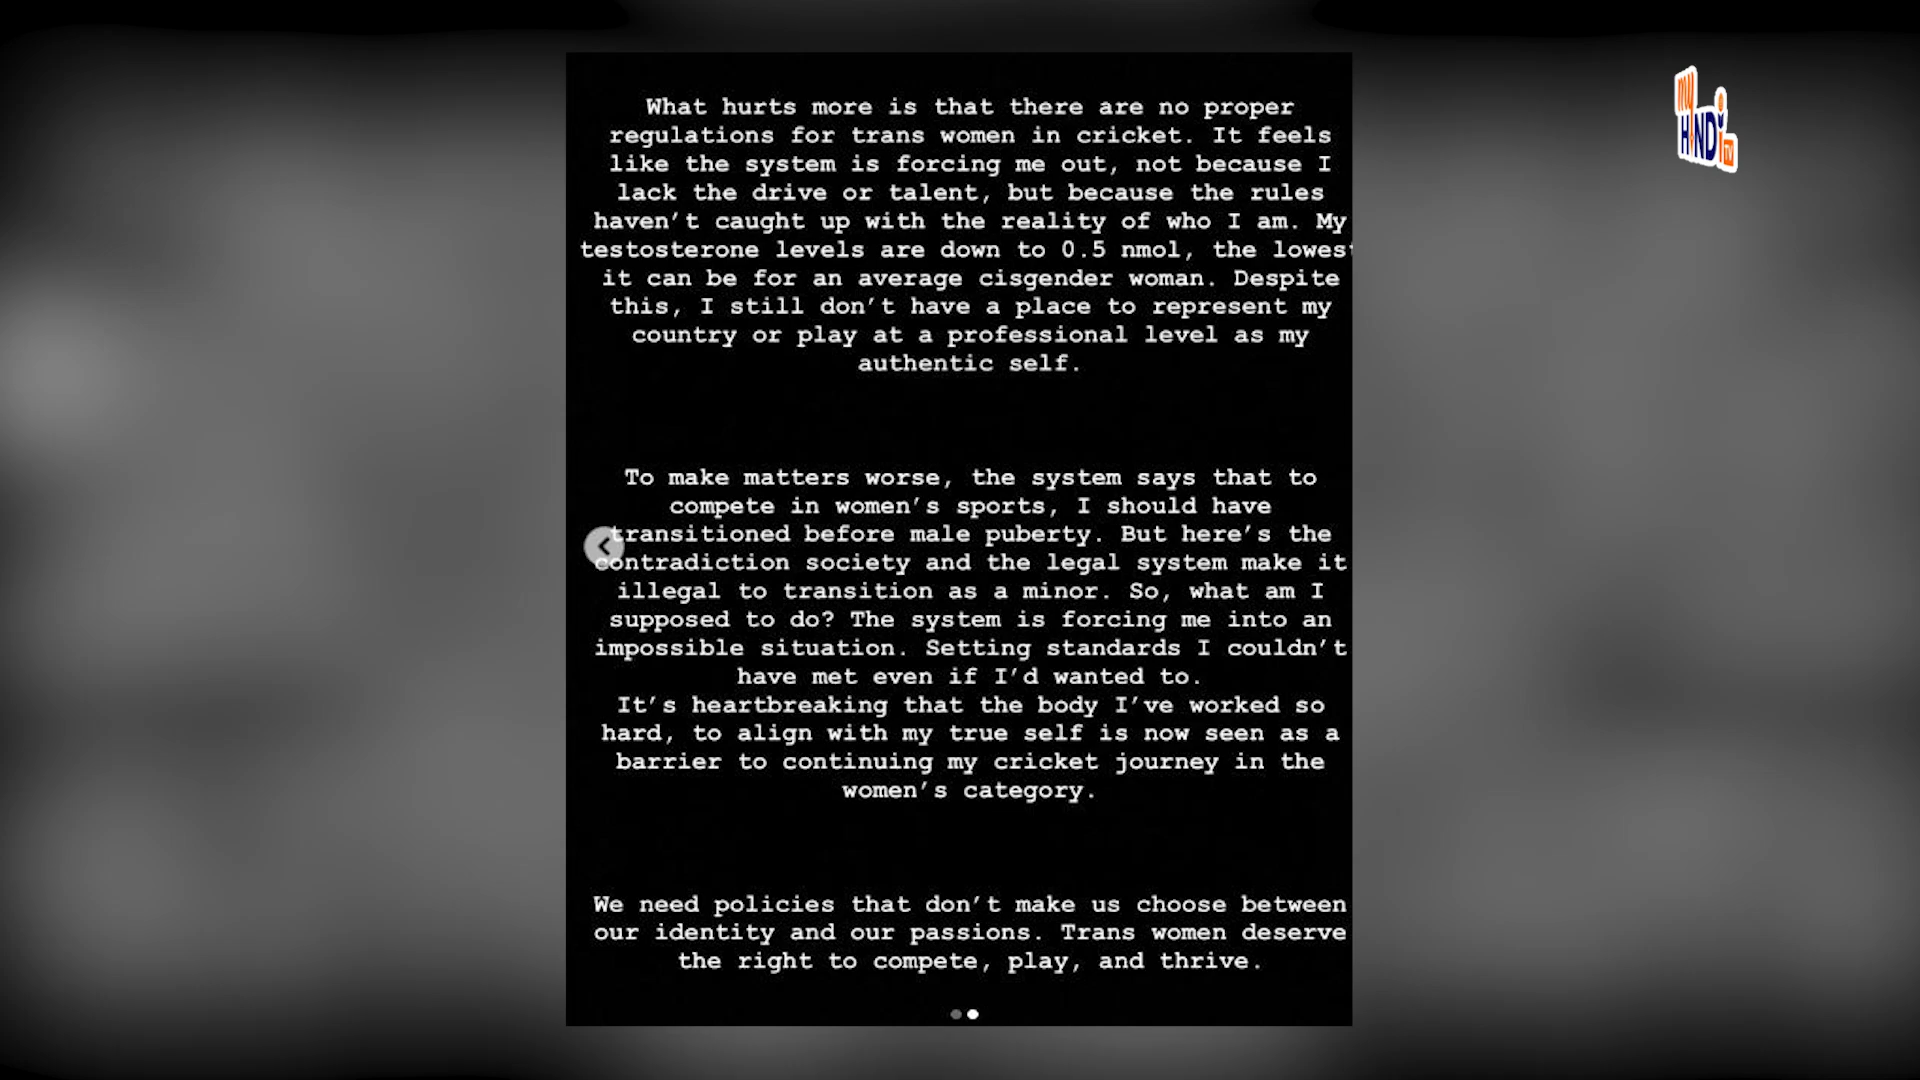 my
HINDi
TV
What hurts more is that there are no proper
regulations for trans women in cricket. It feels
like the system is forcing me out, not because I
lack the drive or talent, but because the rules
haven't caught up with the reality of who I am. My
testosterone levels are down to 0.5 nmol, the lowest
it can be for an average cisgender woman. Despite
this, I still don't have a place to represent my
country or play at a professional level as my
authentic self.
To make matters worse, the system says that to
compete in women's sports, I should have
transitioned before male puberty. But here's the
contradiction society and the legal system make it
illegal to transition as a minor. So, what am I
supposed to do? The system is forcing me into an
impossible situation. Setting standards I couldn't
have met even if I'd wanted to.
It's heartbreaking that the body I've worked so
hard, to align with my true self is now seen as a
barrier to continuing my cricket journey in the
women's category.
We need policies that don't make us choose between
our identity and our passions. Trans women deserve
the right to compete, play, and thrive.